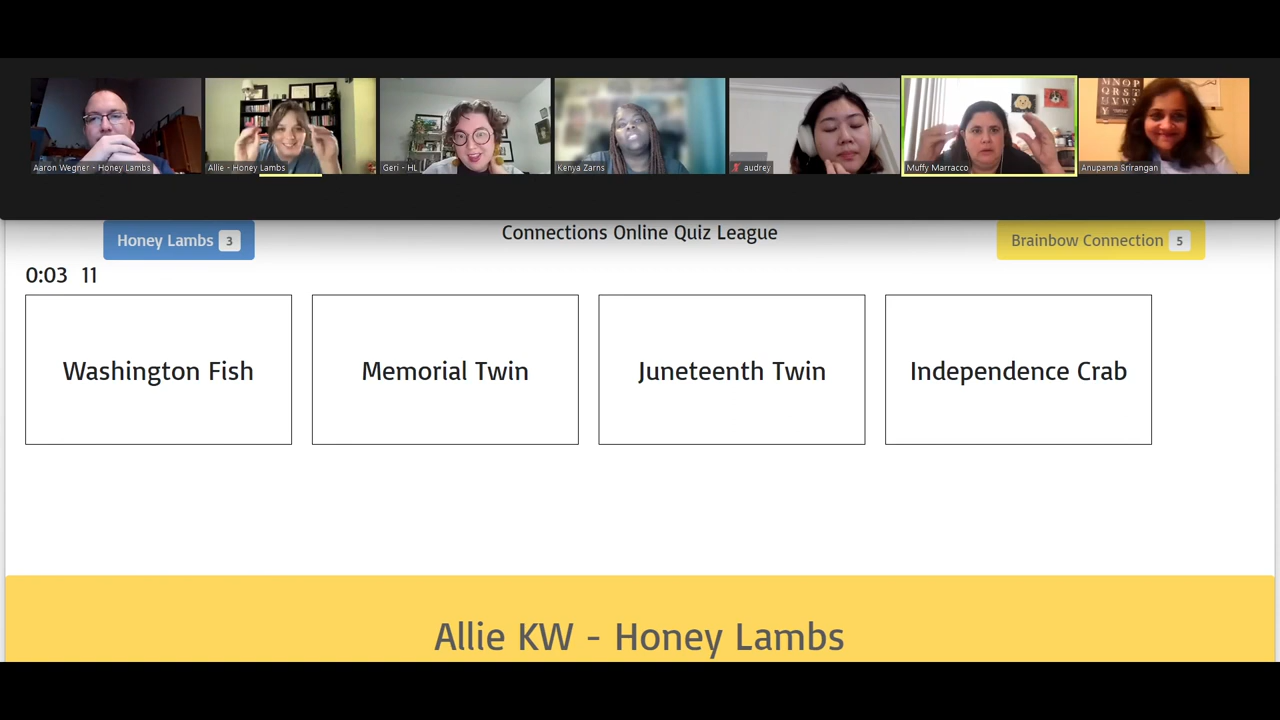 Aaron Wegner - Honey Lambs
Allie - Honey Lambs
Geri - HL
Kenya Zarns
audrey
Muffy Marracco
Anupama Srirangan
Honey Lambs 3
Connections Online Quiz League
Brainbow Connection 5
0:03 11
Washington Fish
Memorial Twin
Juneteenth Twin
Independence Crab
Allie KW - Honey Lambs